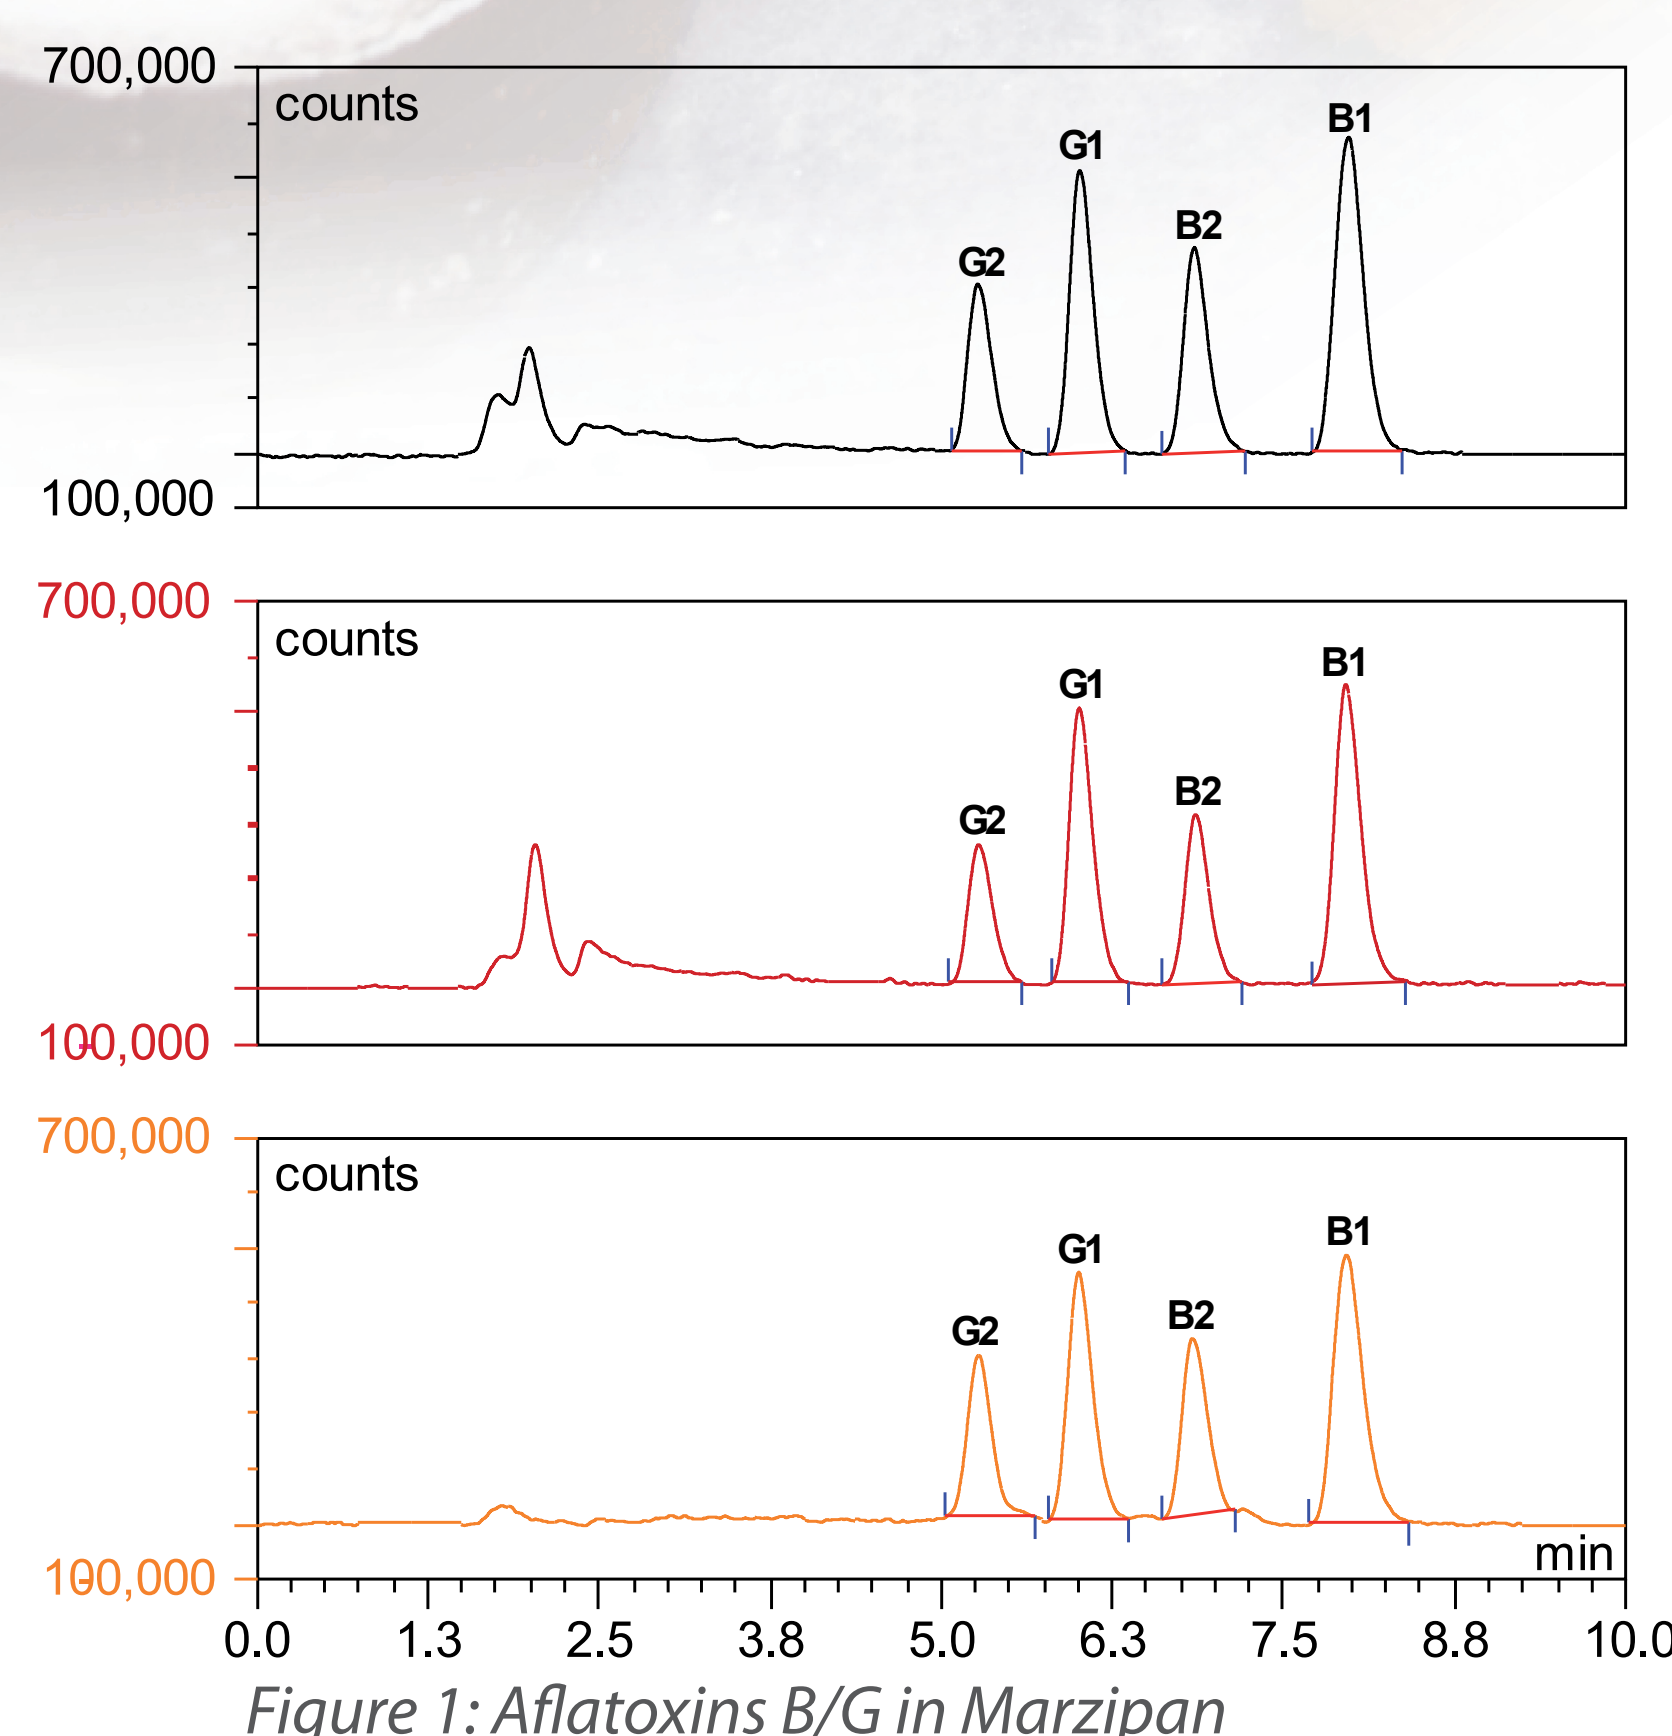 700,000
counts
B1
G1
B2
G2
100,000
700,000
counts
B1
G1
B2
G2
100,000
700,000
counts
B1
G1
B2
G2
min
100,000
0.0 1.3 2.5 3.8 5.0 6.3 7.5 8.8 10.0
Figure 1: Aflatoxins B/G in Marzipan